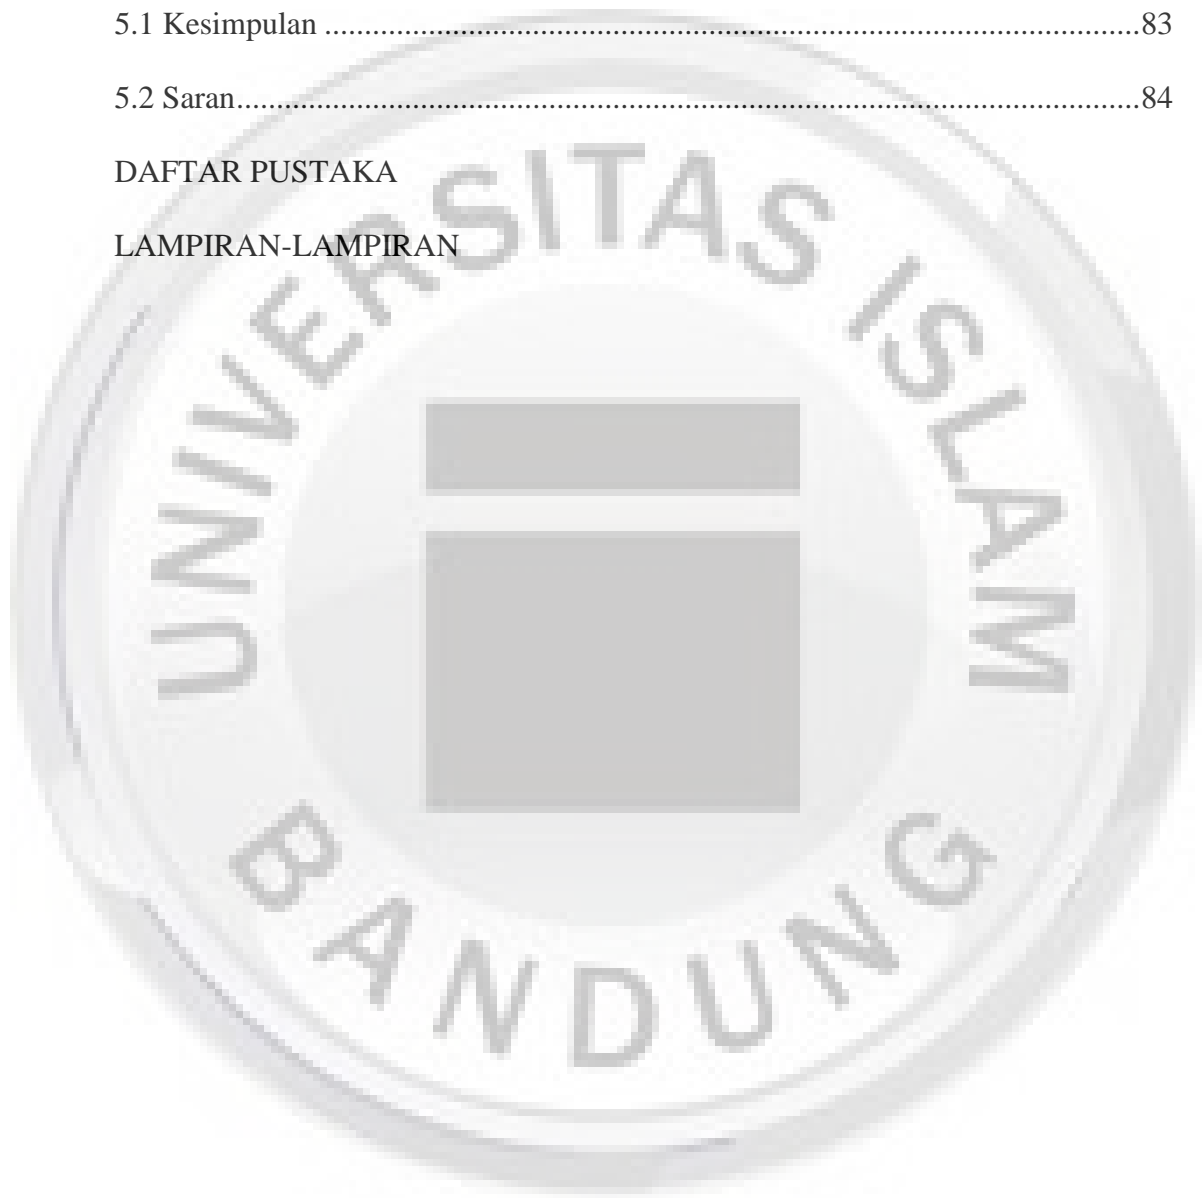 5.1 Kesimpulan ........................................................................................................83
5.2 Saran....................................................................................................................84
DAFTAR PUSTAKA
LAMPIRAN-LAMPIRAN
UNIVERSITAS ISLAM
BANDUNG